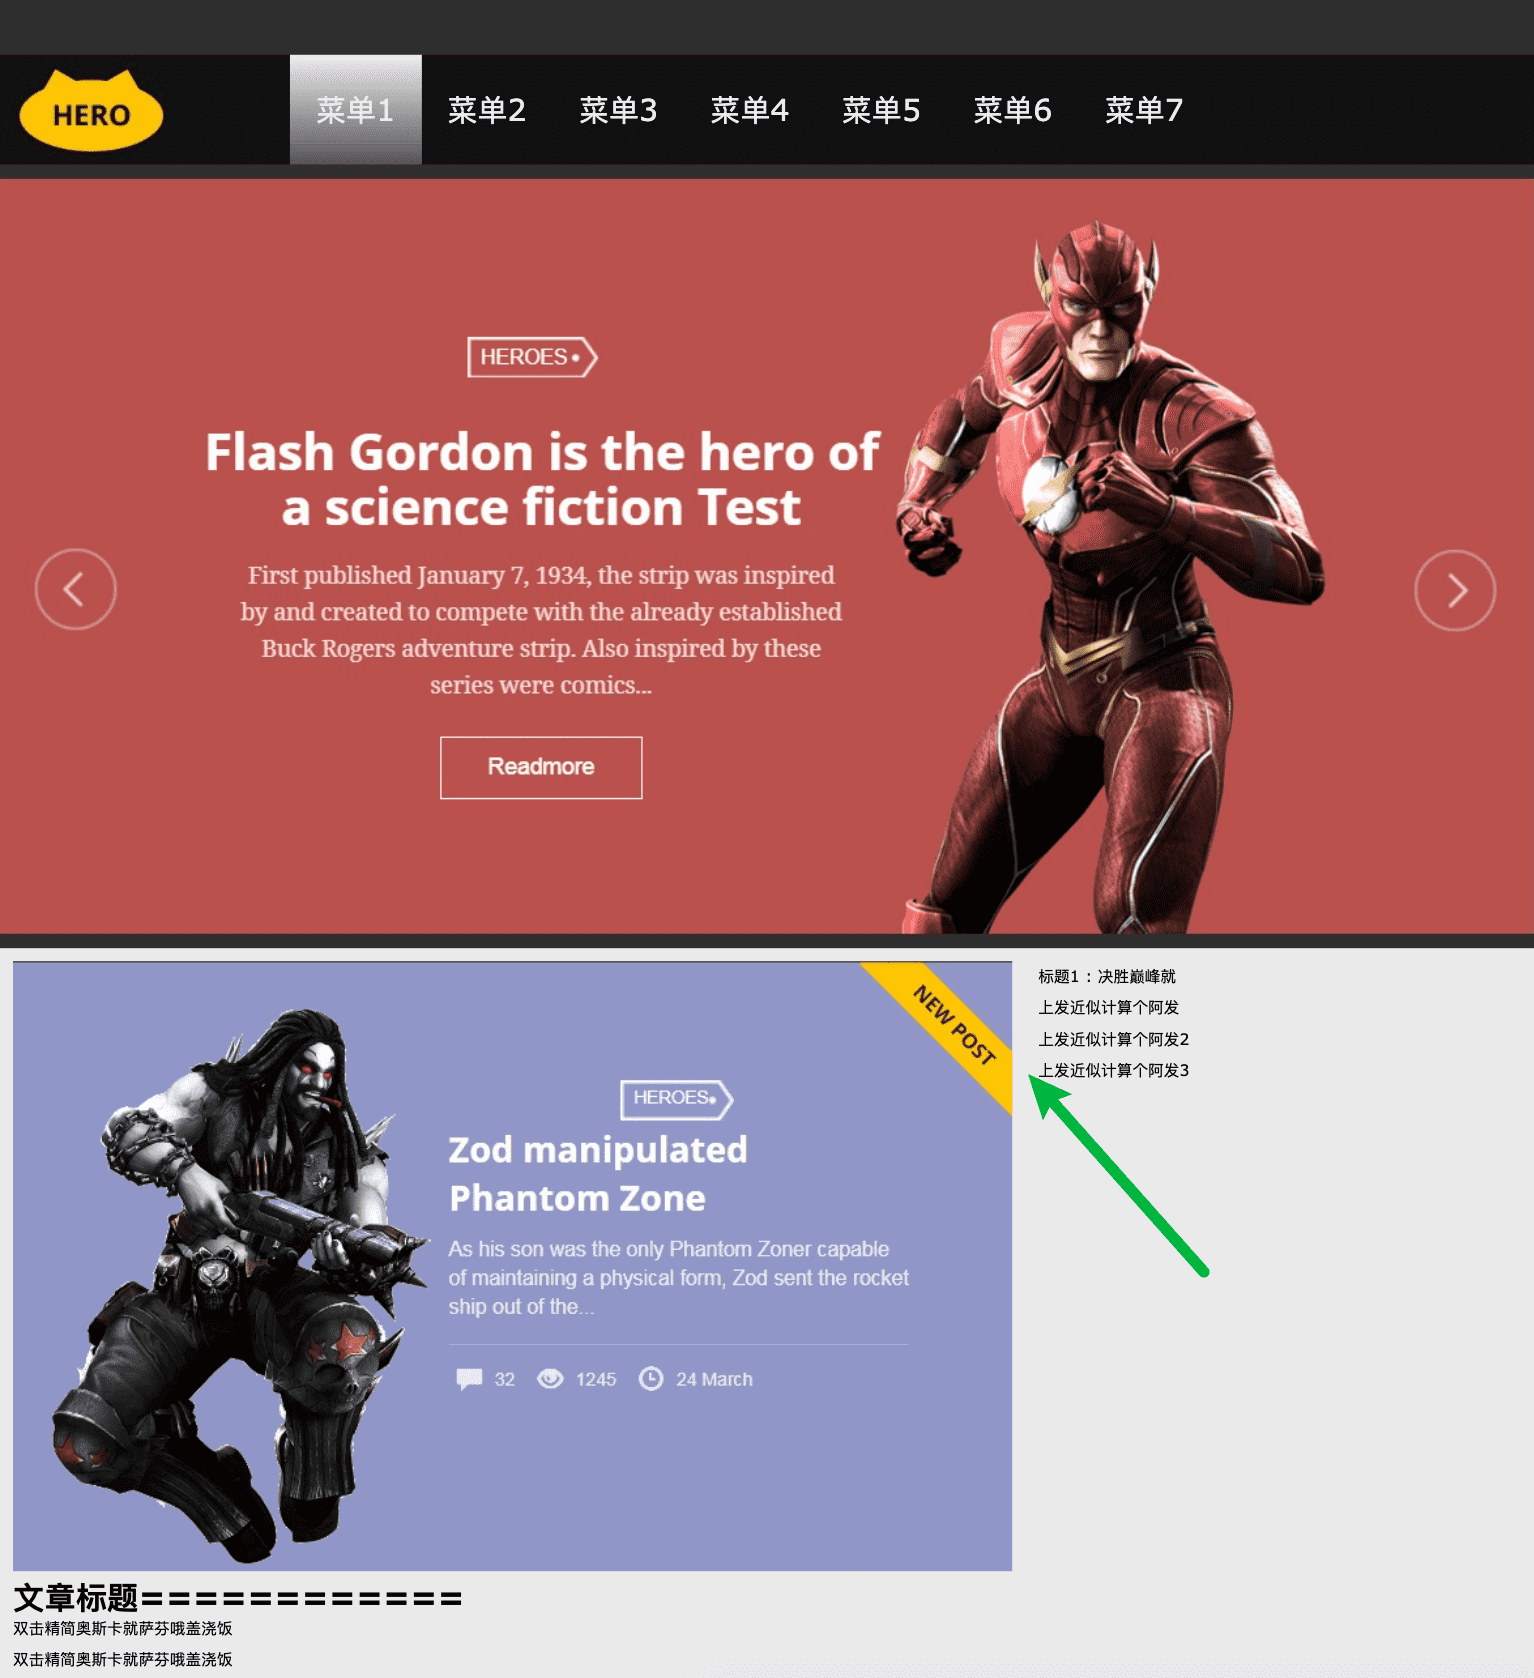 HERO
菜单1 菜单2 菜单3 菜单4 菜单5 菜单6 菜单7
HEROES
Flash Gordon is the hero of
a science fiction Test
First published January 7, 1934, the strip was inspired
by and created to compete with the already established
Buck Rogers adventure strip. Also inspired by these
series were comics...
Readmore
NEW POST
HEROES
Zod manipulated
Phantom Zone
As his son was the only Phantom Zoner capable
of maintaining a physical form, Zod sent the rocket
ship out of the...
32 1245 24 March
标题1：决胜巅峰就
上发近似计算个阿发
上发近似计算个阿发2
上发近似计算个阿发3
文章标题============
双击精简奥斯卡就萨芬哦盖浇饭
双击精简奥斯卡就萨芬哦盖浇饭